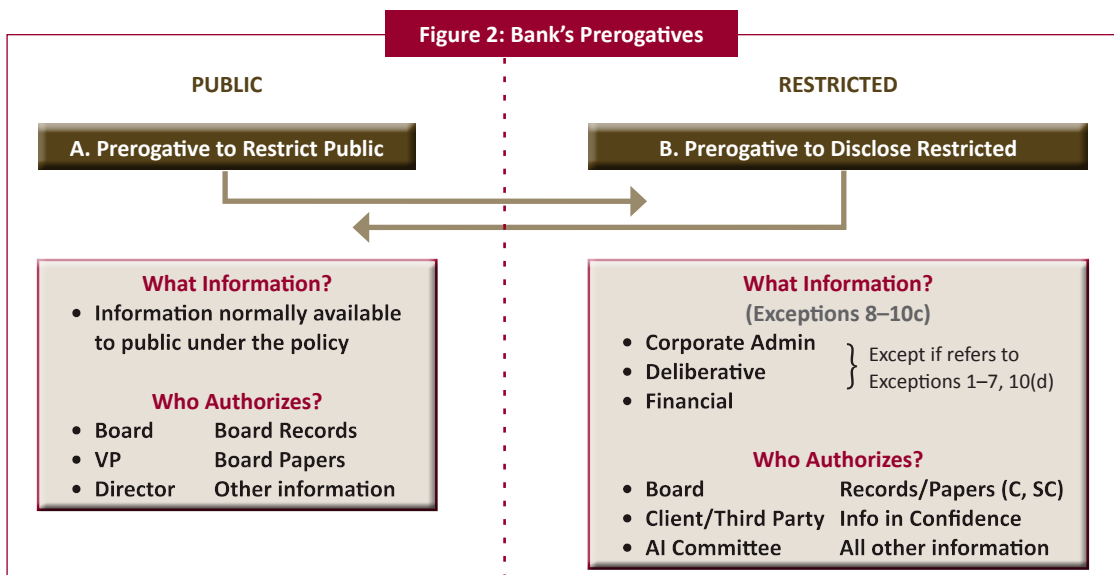 Figure 2: Bank’s Prerogatives
PUBLIC
RESTRICTED
A. Prerogative to Restrict Public
B. Prerogative to Disclose Restricted
What Information?
• Information normally available
to public under the policy
Who Authorizes?
• Board Board Records
• VP Board Papers
• Director Other information
What Information?
(Exceptions 8–10c)
• Corporate Admin
• Deliberative
• Financial
Except if refers to
Exceptions 1–7, 10(d)
Who Authorizes?
• Board Records/Papers (C, SC)
• Client/Third Party Info in Confidence
• AI Committee All other information